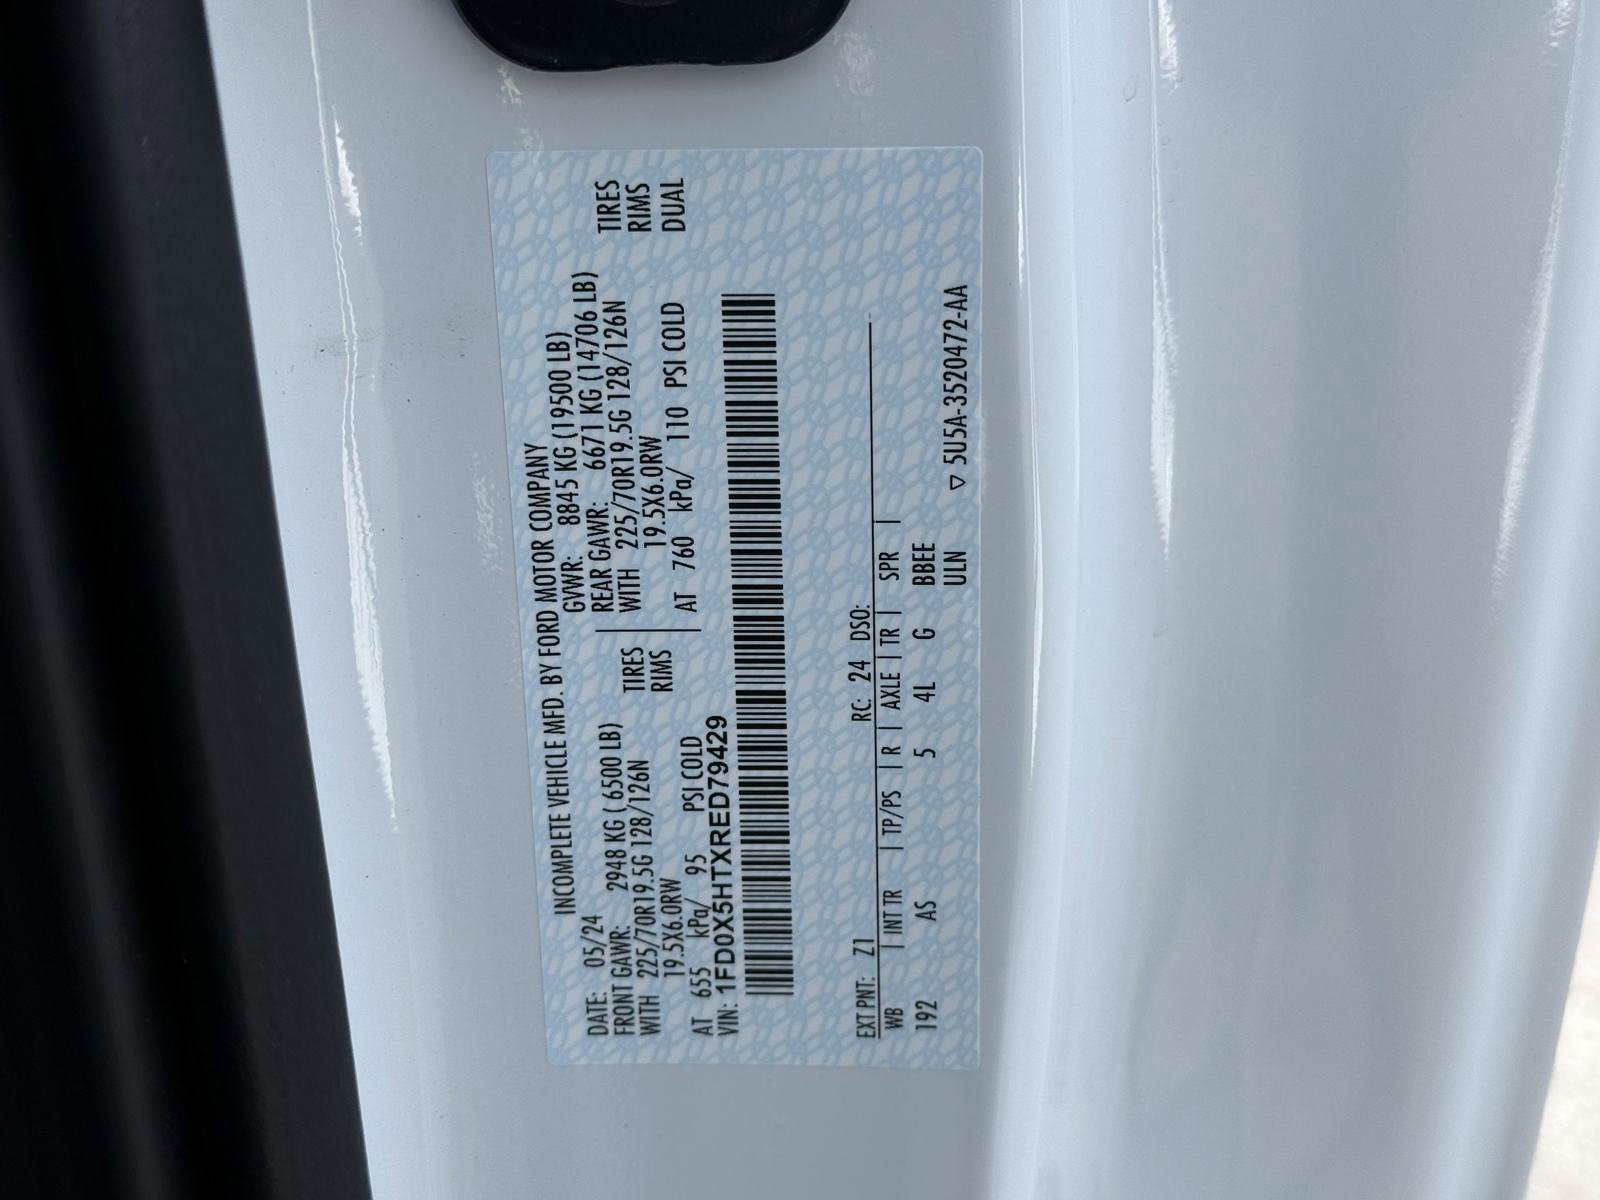 INCOMPLETE VEHICLE MFD. BY FORD MOTOR COMPANY
DATE: 05/24 GVWR: 8845 KG (19500 LB)
FRONT GAWR: 2948 KG ( 6500 LB) REAR GAWR: 6671 KG (14706 LB)
WITH 225/70R19.5G 128/126N TIRES WITH 225/70R19.5G 128/126N TIRES
19.5X6.0RW RIMS 19.5X6.0RW RIMS
AT 655 kPa/ 95 PSI COLD AT 760 kPa/ 110 PSI COLD DUAL
VIN: 1FD0X5HTXRED79429
EXT PNT: Z1 RC: 24 DSO:
WB | INT TR | TP/PS | R | AXLE | TR | SPR |
192 AS 5 4L G BBEE
ULN ▽ 5U5A-3520472-AA